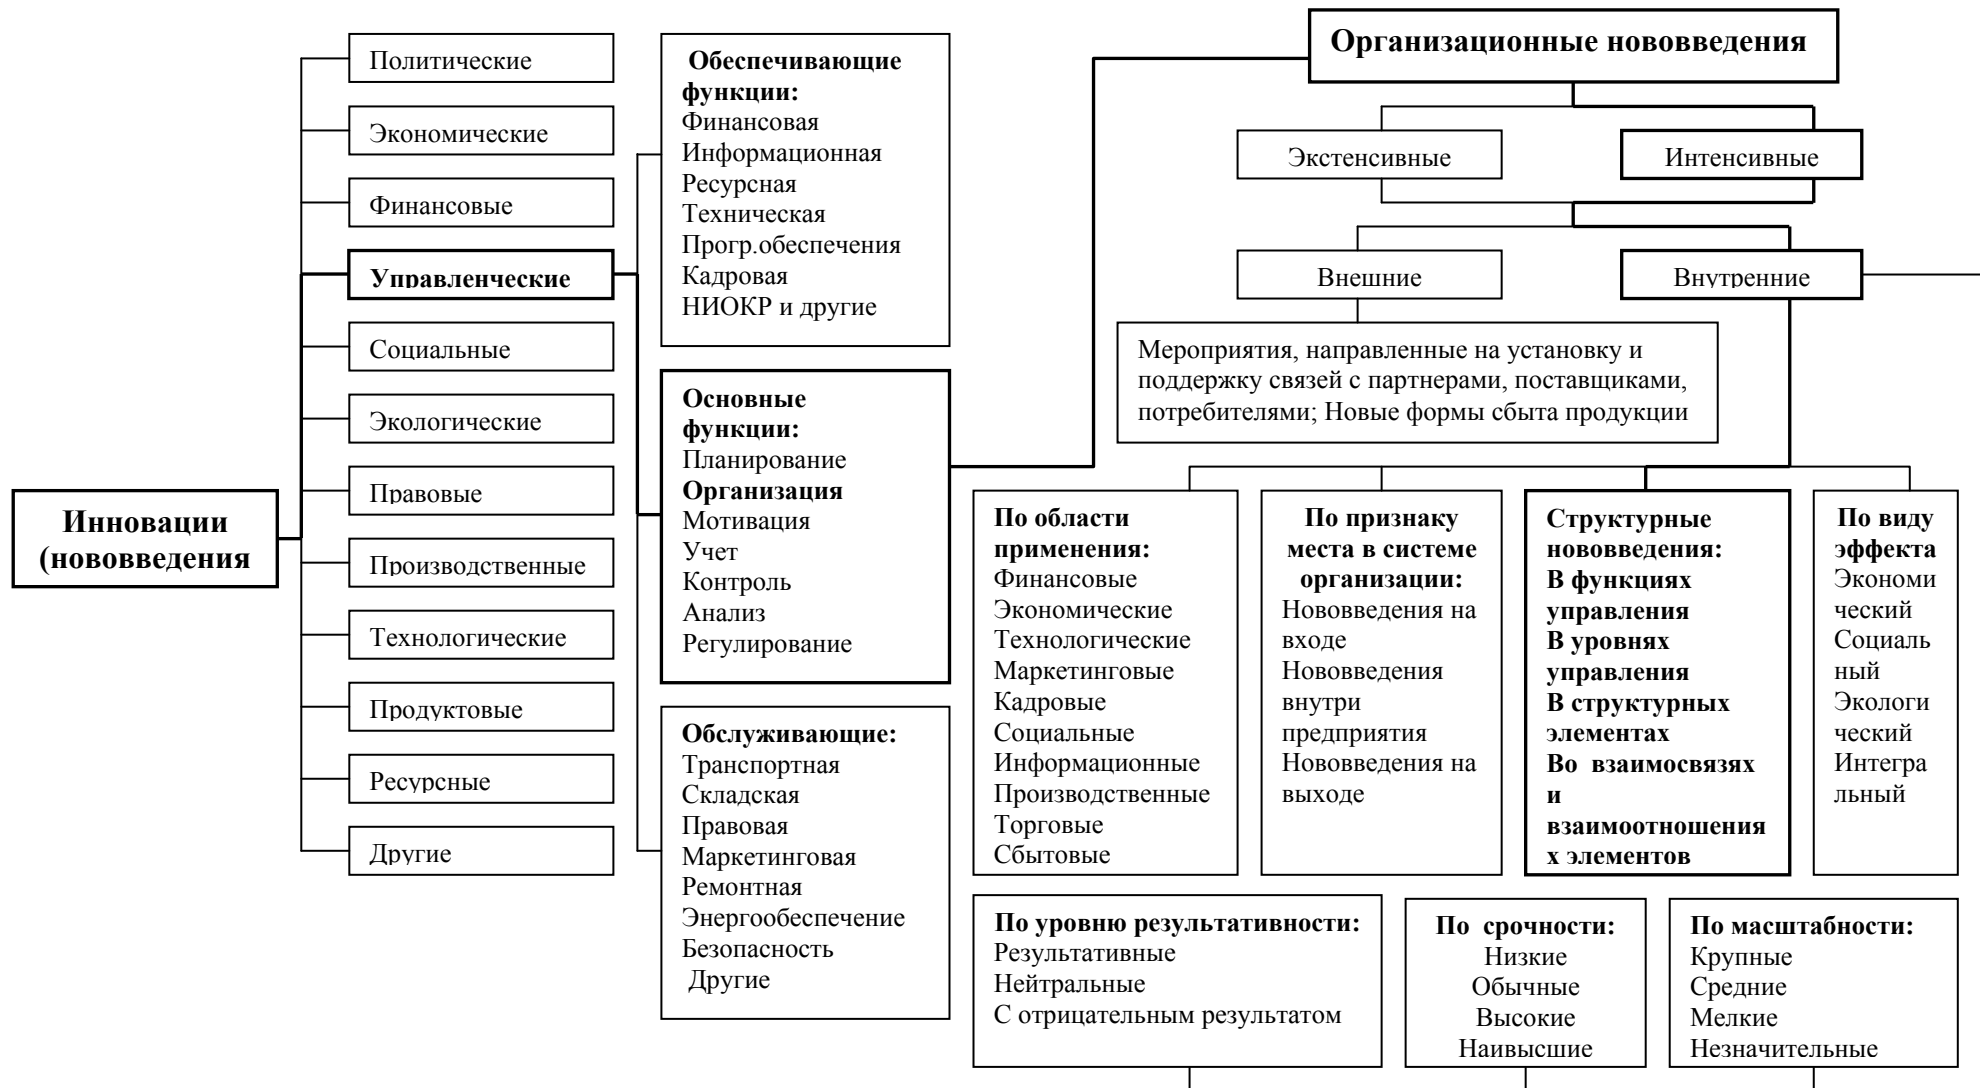 Инновации
(нововведения
Политические
Экономические
Финансовые
Управленческие
Социальные
Экологические
Правовые
Производственные
Технологические
Продуктовые
Ресурсные
Другие
Обеспечивающие
функции:
Финансовая
Информационная
Ресурсная
Техническая
Прогр.обеспечения
Кадровая
НИОКР и другие
Основные
функции:
Планирование
Организация
Мотивация
Учет
Контроль
Анализ
Регулирование
Обслуживающие:
Транспортная
Складская
Правовая
Маркетинговая
Ремонтная
Энергообеспечение
Безопасность
Другие
Организационные нововведения
Экстенсивные
Интенсивные
Внешние
Внутренние
Мероприятия, направленные на установку и
поддержку связей с партнерами, поставщиками,
потребителями; Новые формы сбыта продукции
По области
применения:
Финансовые
Экономические
Технологические
Маркетинговые
Кадровые
Социальные
Информационные
Производственные
Торговые
Сбытовые
По признаку
места в системе
организации:
Нововведения на
входе
Нововведения
внутри
предприятия
Нововведения на
выходе
Структурные
нововведения:
В функциях
управления
В уровнях
управления
В структурных
элементах
Во взаимосвязях
и
взаимоотношения
х элементов
По виду
эффекта
Экономи
ческий
Социаль
ный
Экологи
ческий
Интегра
льный
По уровню результативности:
Результативные
Нейтральные
С отрицательным результатом
По срочности:
Низкие
Обычные
Высокие
Наивысшие
По масштабности:
Крупные
Средние
Мелкие
Незначительные